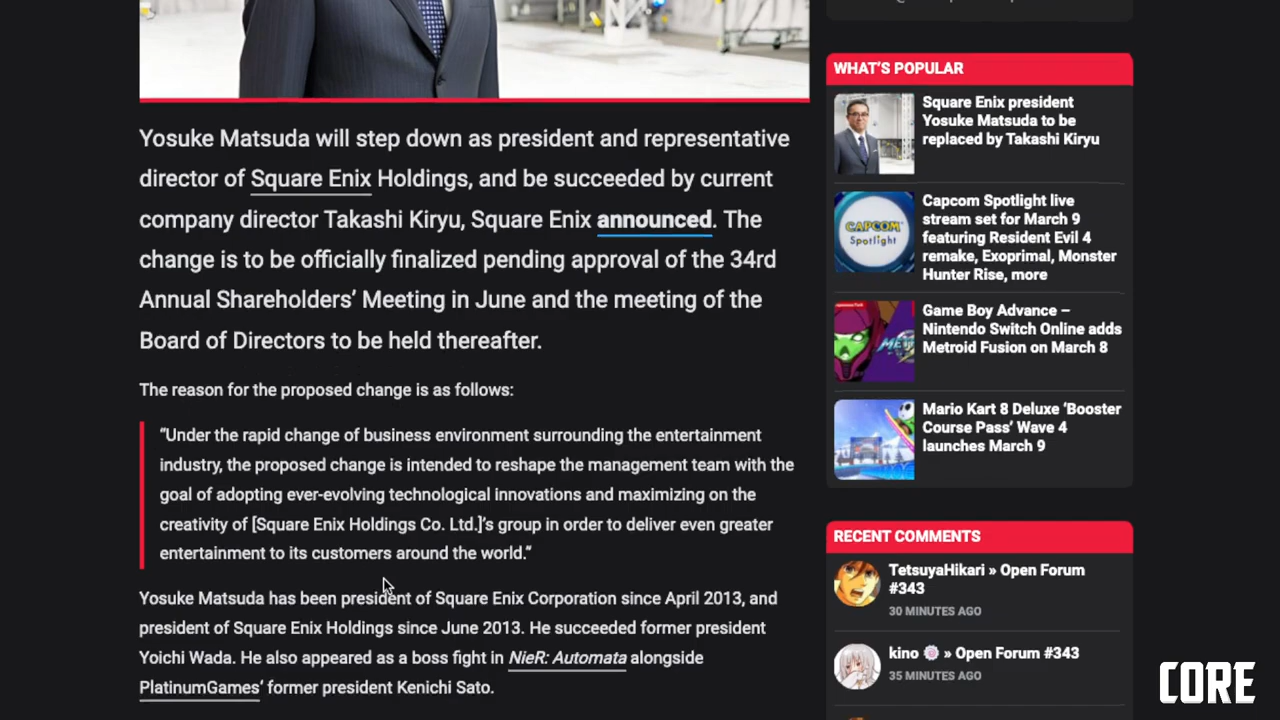 WHAT'S POPULAR
Square Enix president
Yosuke Matsuda to be
replaced by Takashi Kiryu
CAPCOM
Spotlight
Capcom Spotlight live
stream set for March 9
featuring Resident Evil 4
remake, Exoprimal, Monster
Hunter Rise, more
Game Boy Advance –
Nintendo Switch Online adds
Metroid Fusion on March 8
Mario Kart 8 Deluxe ‘Booster
Course Pass’ Wave 4
launches March 9
Yosuke Matsuda will step down as president and representative
director of Square Enix Holdings, and be succeeded by current
company director Takashi Kiryu, Square Enix announced. The
change is to be officially finalized pending approval of the 34rd
Annual Shareholders’ Meeting in June and the meeting of the
Board of Directors to be held thereafter.
The reason for the proposed change is as follows:
“Under the rapid change of business environment surrounding the entertainment
industry, the proposed change is intended to reshape the management team with the
goal of adopting ever-evolving technological innovations and maximizing on the
creativity of [Square Enix Holdings Co. Ltd.]’s group in order to deliver even greater
entertainment to its customers around the world.”
Yosuke Matsuda has been president of Square Enix Corporation since April 2013, and
president of Square Enix Holdings since June 2013. He succeeded former president
Yoichi Wada. He also appeared as a boss fight in NieR: Automata alongside
PlatinumGames’ former president Kenichi Sato.
RECENT COMMENTS
TetsuyaHikari » Open Forum
#343
30 MINUTES AGO
kino 🍥 » Open Forum #343
35 MINUTES AGO
CORE